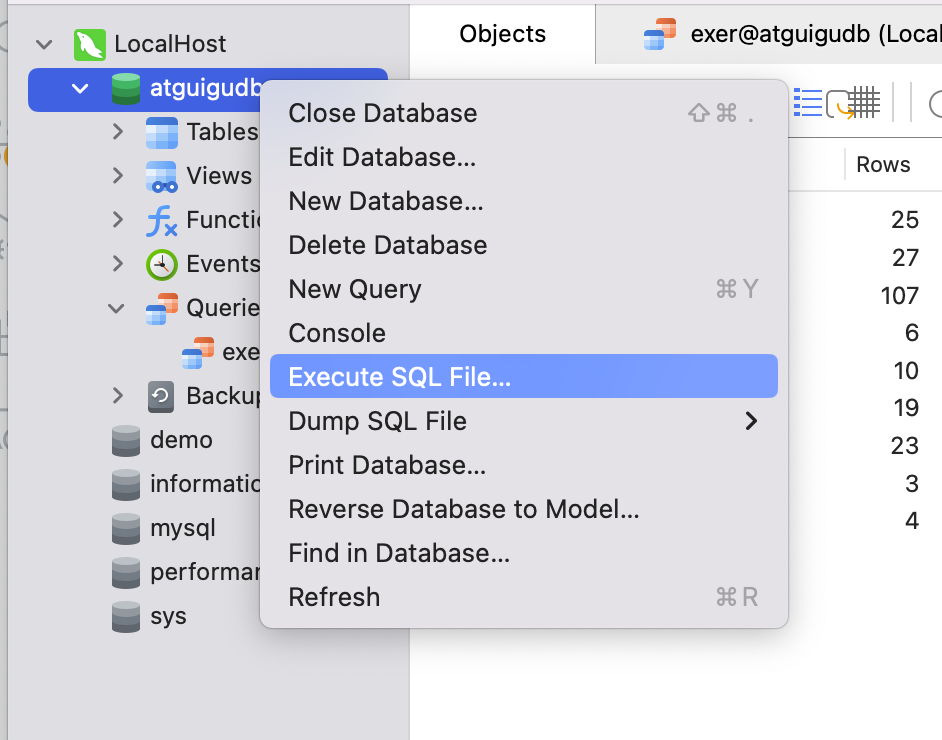 LocalHost
atguigudb
Tables
Views
Functio
Events
Querie
exe
Backup
demo
informatio
mysql
performan
sys
Close Database ⇧⌘ .
Edit Database...
New Database...
Delete Database
New Query ⌘Y
Console
Execute SQL File...
Dump SQL File
Print Database...
Reverse Database to Model...
Find in Database...
Refresh ⌘R
Objects
exer@atguigudb (Local
Rows
25
27
107
6
10
19
23
3
4